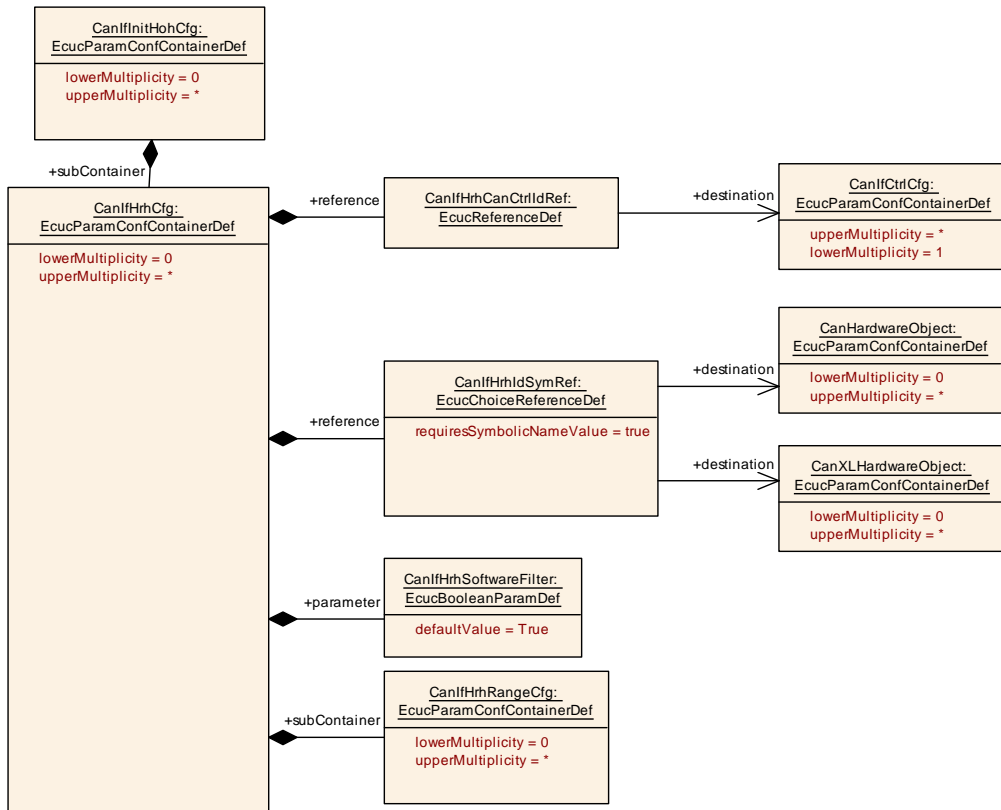 CanIfInitHohCfg:
EcucParamConfContainerDef
lowerMultiplicity = 0
upperMultiplicity = *
+subContainer
CanIfHrhCfg:
EcucParamConfContainerDef
lowerMultiplicity = 0
upperMultiplicity = *
+reference
CanIfHrhCanCtrlIdRef:
EcucReferenceDef
+destination
CanIfCtrlCfg:
EcucParamConfContainerDef
upperMultiplicity = *
lowerMultiplicity = 1
+reference
CanIfHrhIdSymRef:
EcucChoiceReferenceDef
requiresSymbolicNameValue = true
+destination
CanHardwareObject:
EcucParamConfContainerDef
lowerMultiplicity = 0
upperMultiplicity = *
+destination
CanXLHardwareObject:
EcucParamConfContainerDef
lowerMultiplicity = 0
upperMultiplicity = *
+parameter
CanIfHrhSoftwareFilter:
EcucBooleanParamDef
defaultValue = True
+subContainer
CanIfHrhRangeCfg:
EcucParamConfContainerDef
lowerMultiplicity = 0
upperMultiplicity = *